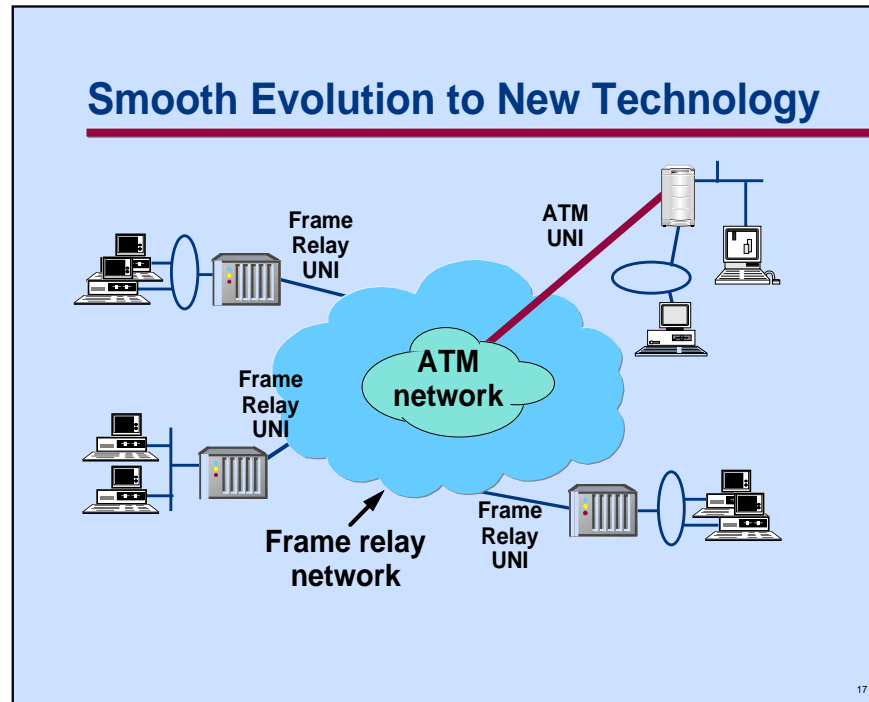 Smooth Evolution to New Technology
Frame
Relay
UNI
ATM
UNI
ATM
network
Frame
Relay
UNI
Frame relay
network
Frame
Relay
UNI
17